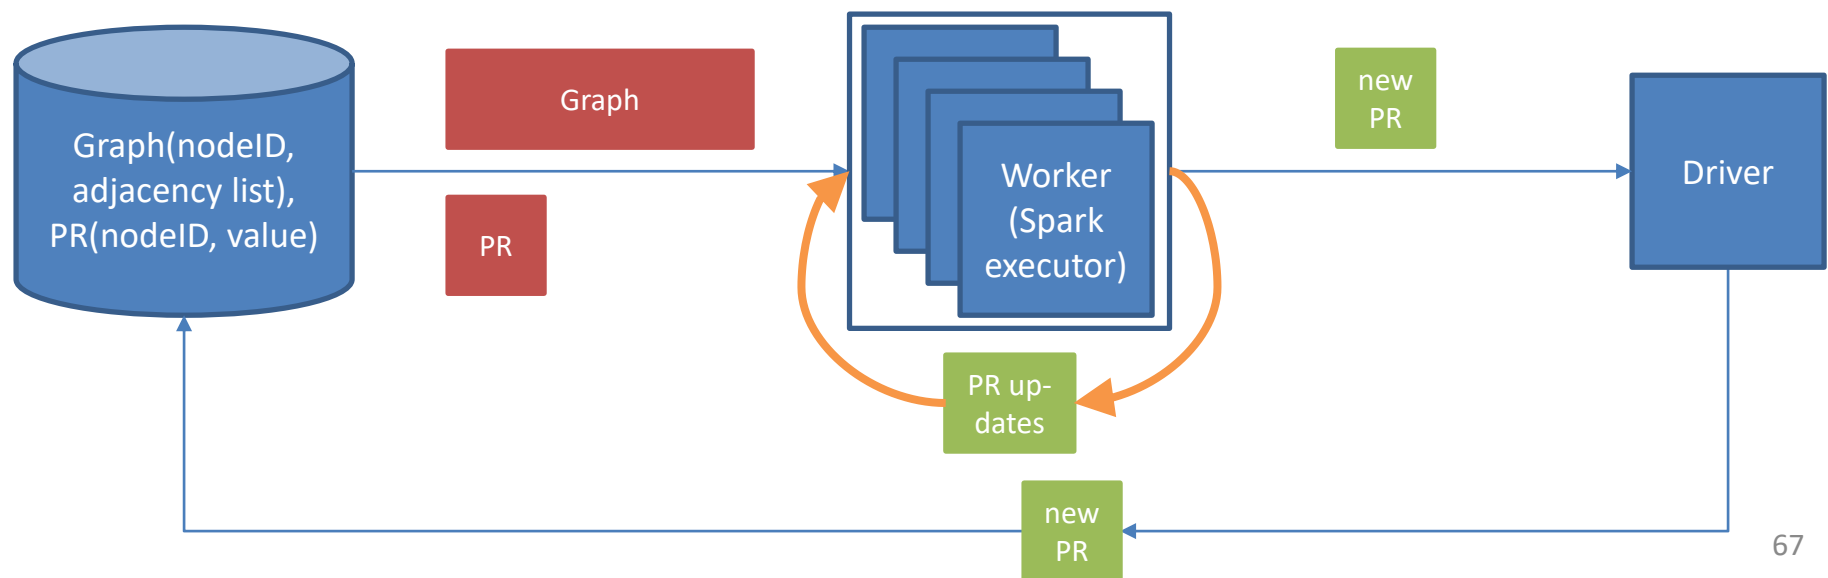 Graph(nodeID,
adjacency list),
PR(nodeID, value)
Graph
PR
Worker
(Spark
executor)
new
PR
Driver
PR up-
dates
new
PR
67